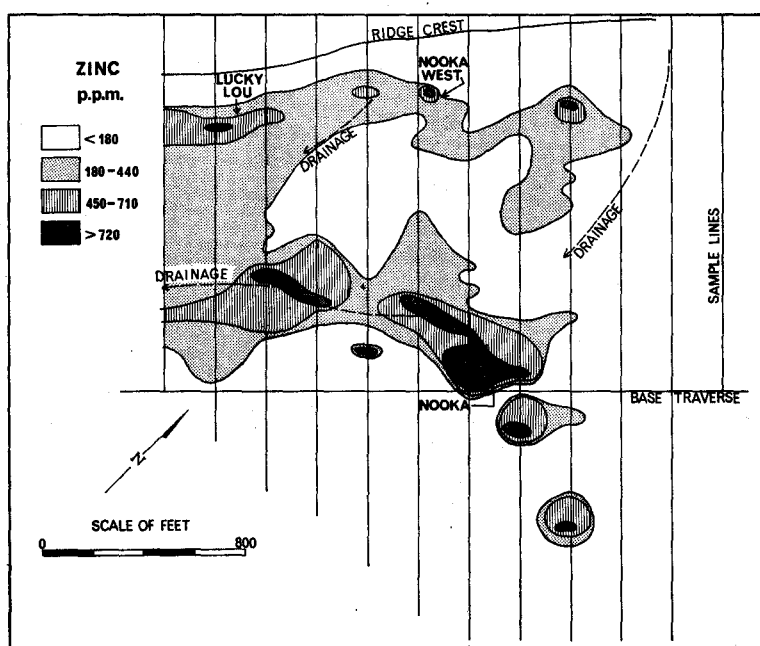 RIDGE CREST
ZINC
p.p.m.
LUCKY
LOU
NOOKA
WEST
< 180
180-440
450-710
> 720
DRAINAGE
DRAINAGE
DRAINAGE
SAMPLE LINES
NOOKA
BASE TRAVERSE
N
SCALE OF FEET
0
800